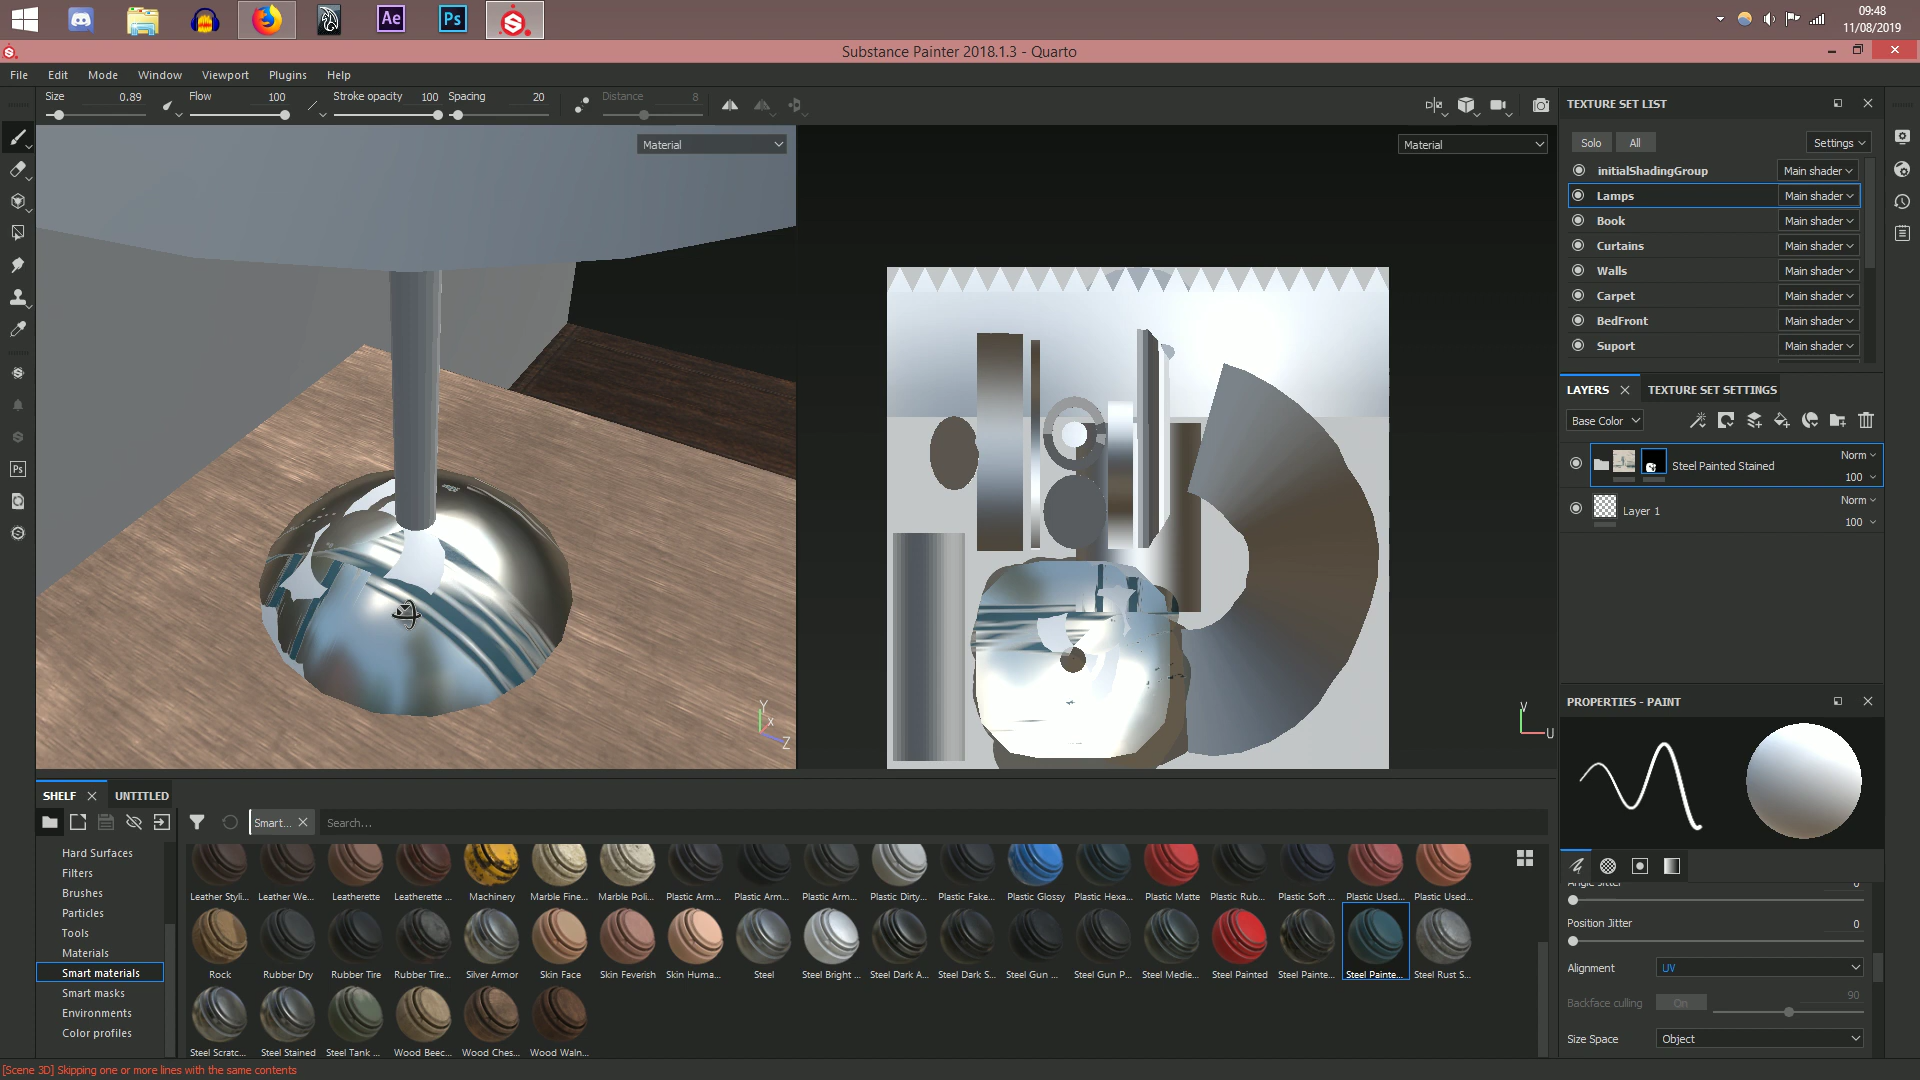 09:48
11/08/2019
Ae
Ps
Substance Painter 2018.1.3 - Quarto
File Edit Mode Window Viewport Plugins Help
Size 0.89 Flow 100 Stroke opacity 100 Spacing 20 Distance 8
Material
Material
Y
X
Z
V
U
TEXTURE SET LIST
Solo All Settings
initialShadingGroup Main shader
Lamps Main shader
Book Main shader
Curtains Main shader
Walls Main shader
Carpet Main shader
BedFront Main shader
Suport Main shader
LAYERS TEXTURE SET SETTINGS
Base Color
Steel Painted Stained Norm 100
Layer 1 Norm 100
PROPERTIES - PAINT
Angle Jitter 0
Position Jitter 0
Alignment UV
Backface culling On 90
Size Space Object
SHELF UNTITLED
Smart... Search...
Hard Surfaces
Filters
Brushes
Particles
Tools
Materials
Smart materials
Smart masks
Environments
Color profiles
Leather Styli... Leather We... Leatherette Leatherette ... Machinery Marble Fine... Marble Poli... Plastic Arm... Plastic Arm... Plastic Arm... Plastic Dirty... Plastic Fake... Plastic Glossy Plastic Hexa... Plastic Matte Plastic Rub... Plastic Soft ... Plastic Used... Plastic Used...
Rock Rubber Dry Rubber Tire Rubber Tire... Silver Armor Skin Face Skin Feverish Skin Huma... Steel Steel Bright ... Steel Dark A... Steel Dark S... Steel Gun ... Steel Gun P... Steel Medie... Steel Painted Steel Painte... Steel Painte... Steel Rust S...
Steel Scratc... Steel Stained Steel Tank ... Wood Beec... Wood Ches... Wood Waln...
[Scene 3D] Skipping one or more lines with the same contents